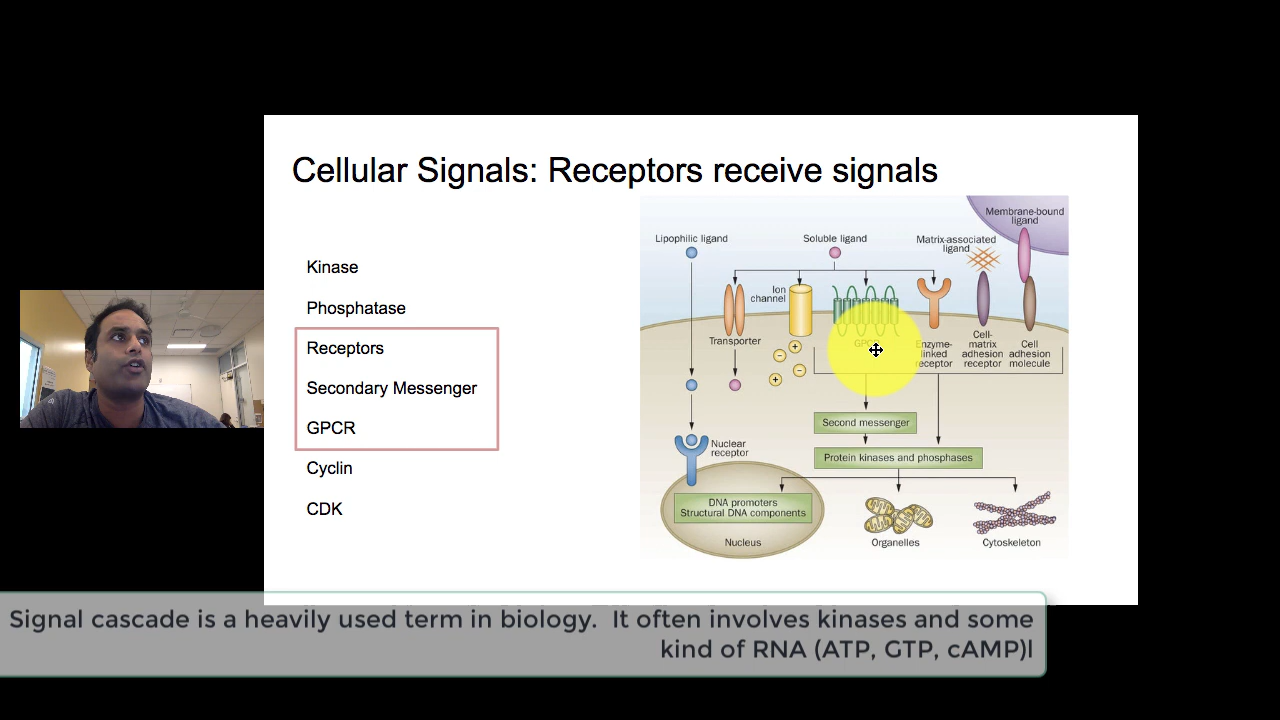 Cellular Signals: Receptors receive signals
Kinase
Phosphatase
Receptors
Secondary Messenger
GPCR
Cyclin
CDK
Membrane-bound
ligand
Lipophilic ligand
Soluble ligand
Matrix-associated
ligand
Ion
channel
Transporter
GPCR
Enzyme-
linked
receptor
Cell-
matrix
adhesion
receptor
Cell
adhesion
molecule
+
–
–
+
Second messenger
Nuclear
receptor
Protein kinases and phosphases
DNA promoters
Structural DNA components
Nucleus
Organelles
Cytoskeleton
Signal cascade is a heavily used term in biology. It often involves kinases and some
kind of RNA (ATP, GTP, cAMP)l